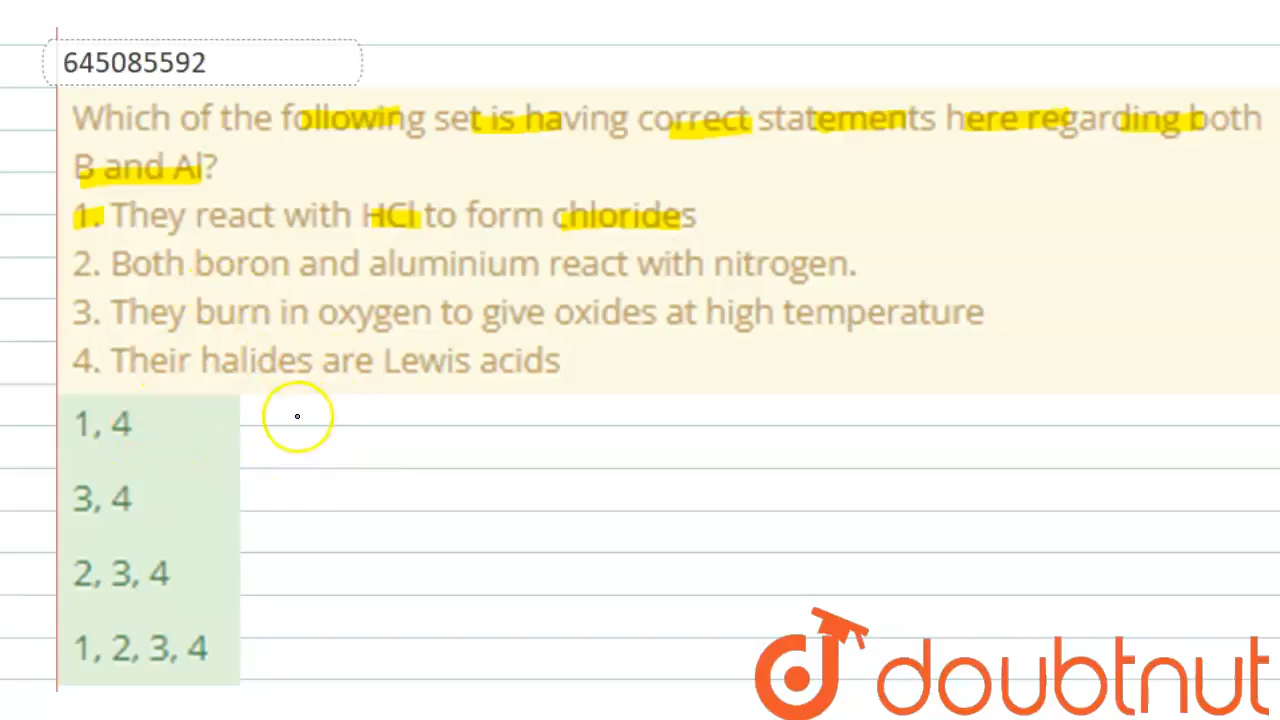 645085592
Which of the following set is having correct statements here regarding both
B and Al?
1. They react with HCl to form chlorides
2. Both boron and aluminium react with nitrogen.
3. They burn in oxygen to give oxides at high temperature
4. Their halides are Lewis acids
1, 4
3, 4
2, 3, 4
1, 2, 3, 4
doubtnut